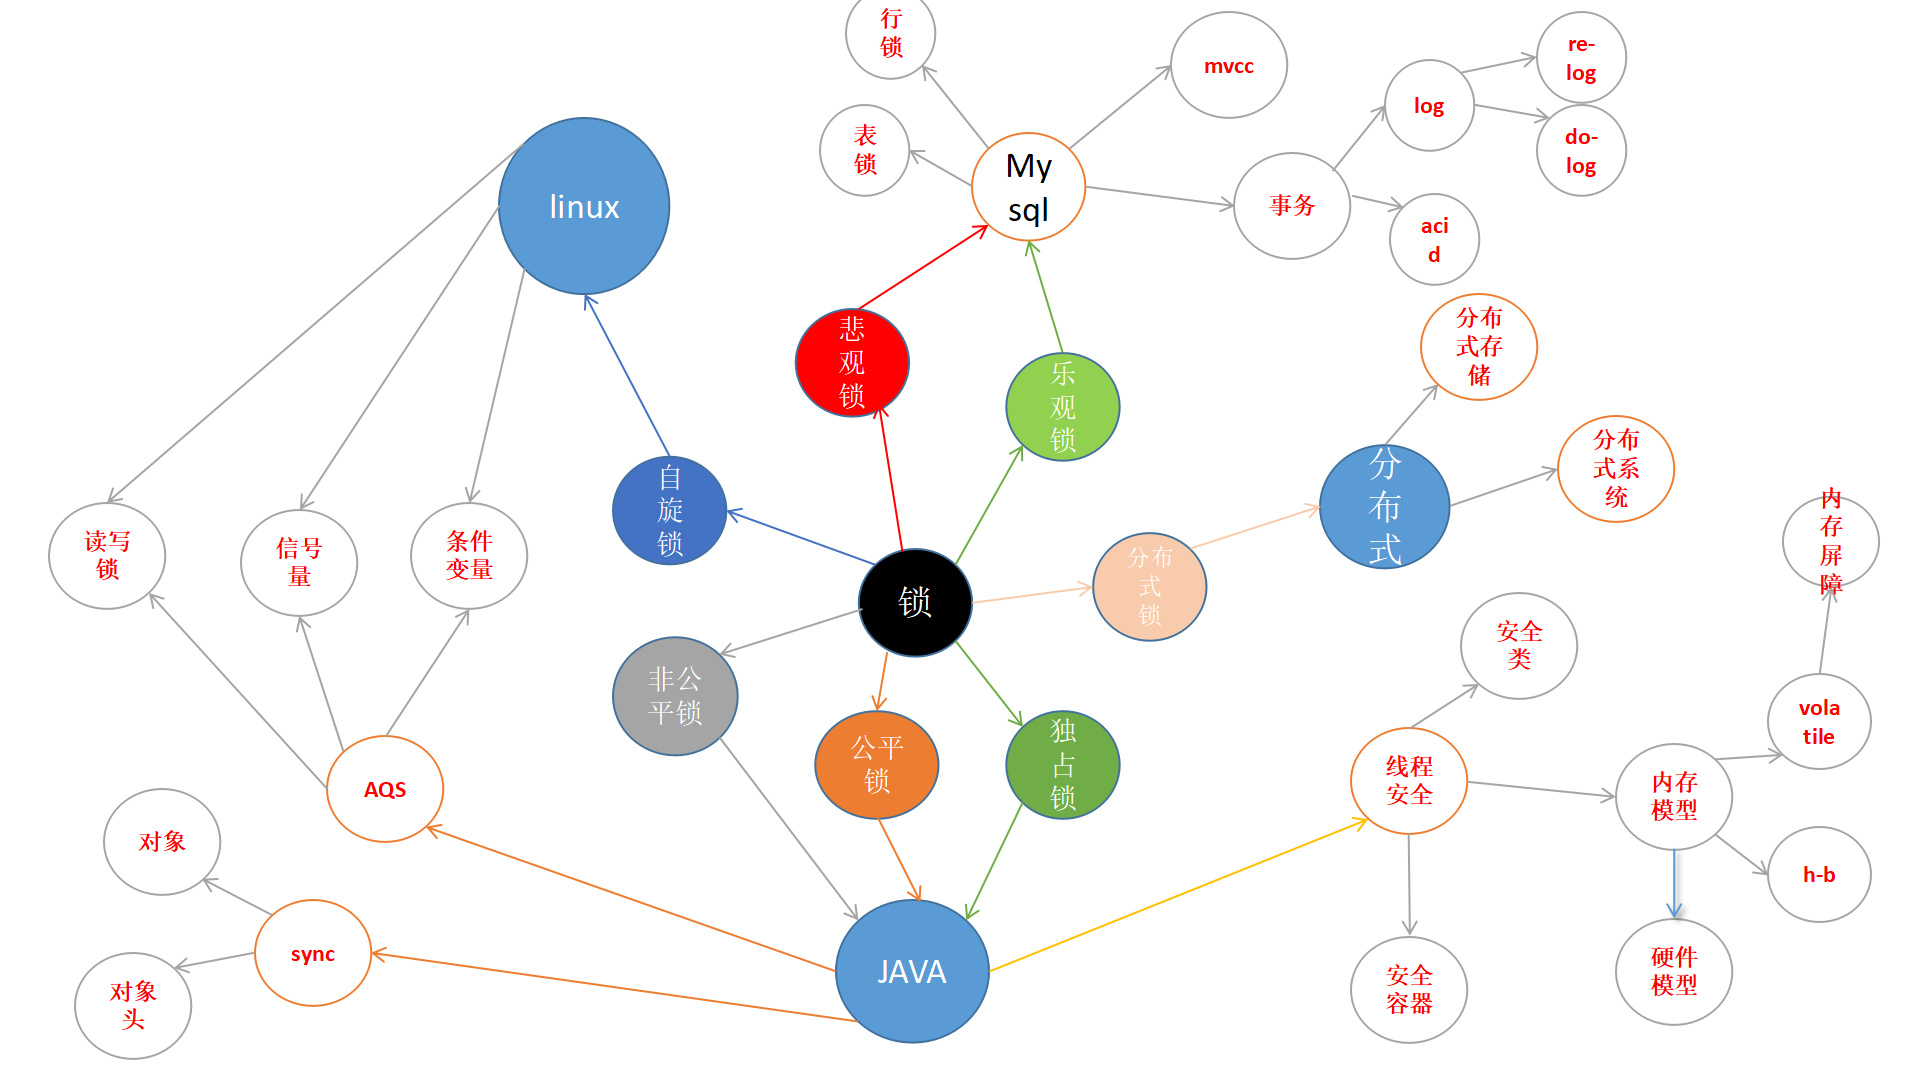 行
锁
mvcc
re-
log
log
do-
log
表
锁
My
sql
事务
aci
d
linux
悲
观
锁
乐
观
锁
分布
式存
储
分布
式系
统
分
布
式
自
旋
锁
内
存
屏
障
读写
锁
信号
量
条件
变量
分布
式
锁
锁
安全
类
非公
平锁
公平
锁
独
占
锁
vola
tile
线程
安全
内存
模型
AQS
对象
h-b
sync
JAVA
硬件
模型
对象
头
安全
容器